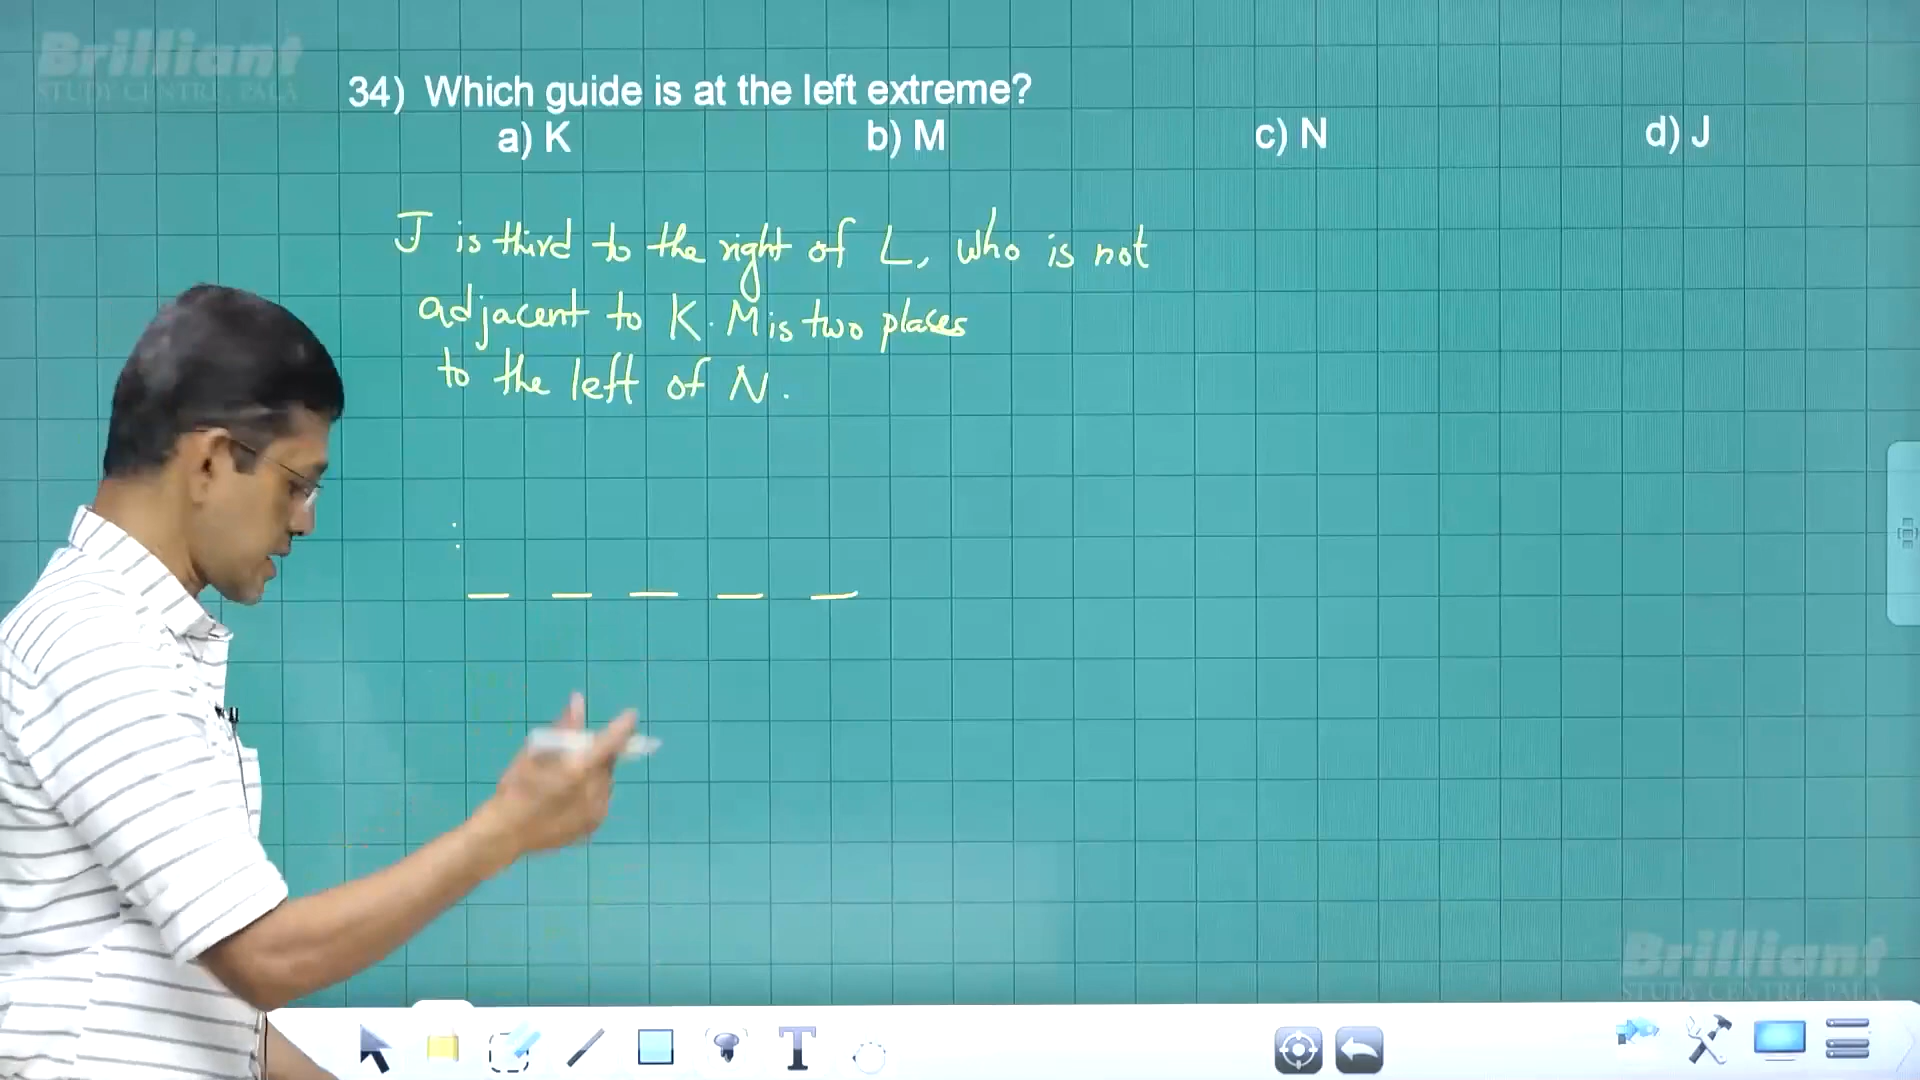 Brilliant
STUDY CENTRE, PALA
34) Which guide is at the left extreme?
a) K b) M c) N d) J
J is third to the right of L, who is not
adjacent to K. M is two places
to the left of N.
Brilliant
STUDY CENTRE, PALA